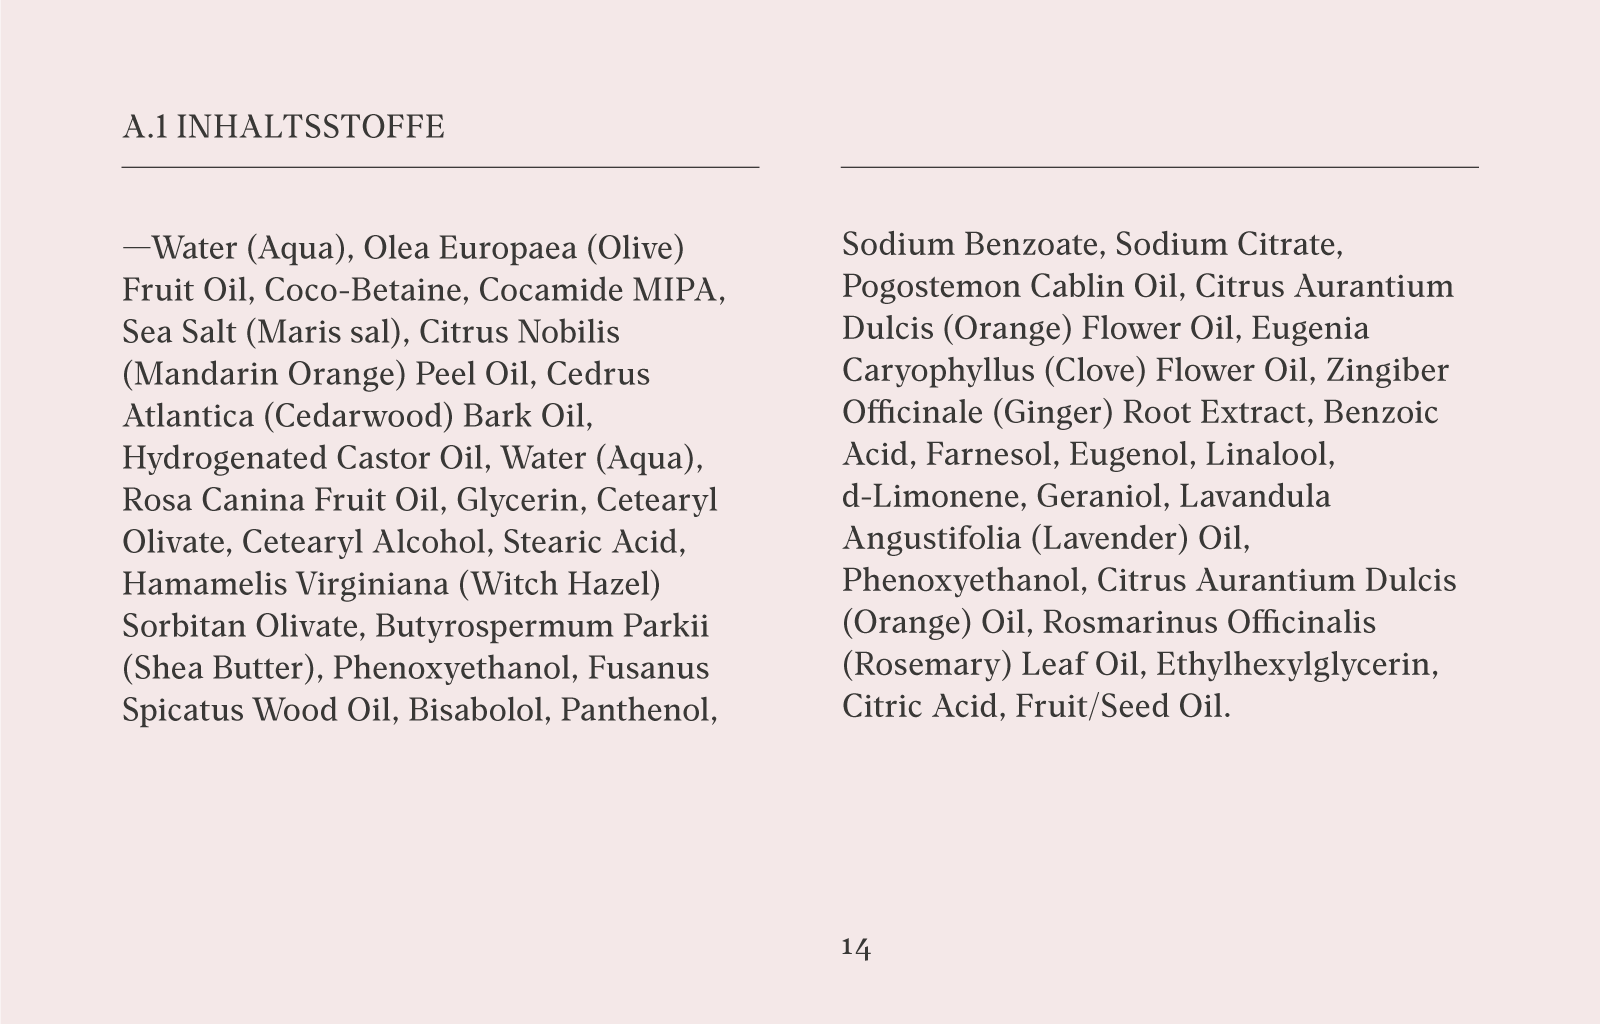 A.1 INHALTSSTOFFE
—Water (Aqua), Olea Europaea (Olive)
Fruit Oil, Coco-Betaine, Cocamide MIPA,
Sea Salt (Maris sal), Citrus Nobilis
(Mandarin Orange) Peel Oil, Cedrus
Atlantica (Cedarwood) Bark Oil,
Hydrogenated Castor Oil, Water (Aqua),
Rosa Canina Fruit Oil, Glycerin, Cetearyl
Olivate, Cetearyl Alcohol, Stearic Acid,
Hamamelis Virginiana (Witch Hazel)
Sorbitan Olivate, Butyrospermum Parkii
(Shea Butter), Phenoxyethanol, Fusanus
Spicatus Wood Oil, Bisabolol, Panthenol,
Sodium Benzoate, Sodium Citrate,
Pogostemon Cablin Oil, Citrus Aurantium
Dulcis (Orange) Flower Oil, Eugenia
Caryophyllus (Clove) Flower Oil, Zingiber
Officinale (Ginger) Root Extract, Benzoic
Acid, Farnesol, Eugenol, Linalool,
d-Limonene, Geraniol, Lavandula
Angustifolia (Lavender) Oil,
Phenoxyethanol, Citrus Aurantium Dulcis
(Orange) Oil, Rosmarinus Officinalis
(Rosemary) Leaf Oil, Ethylhexylglycerin,
Citric Acid, Fruit/Seed Oil.
14